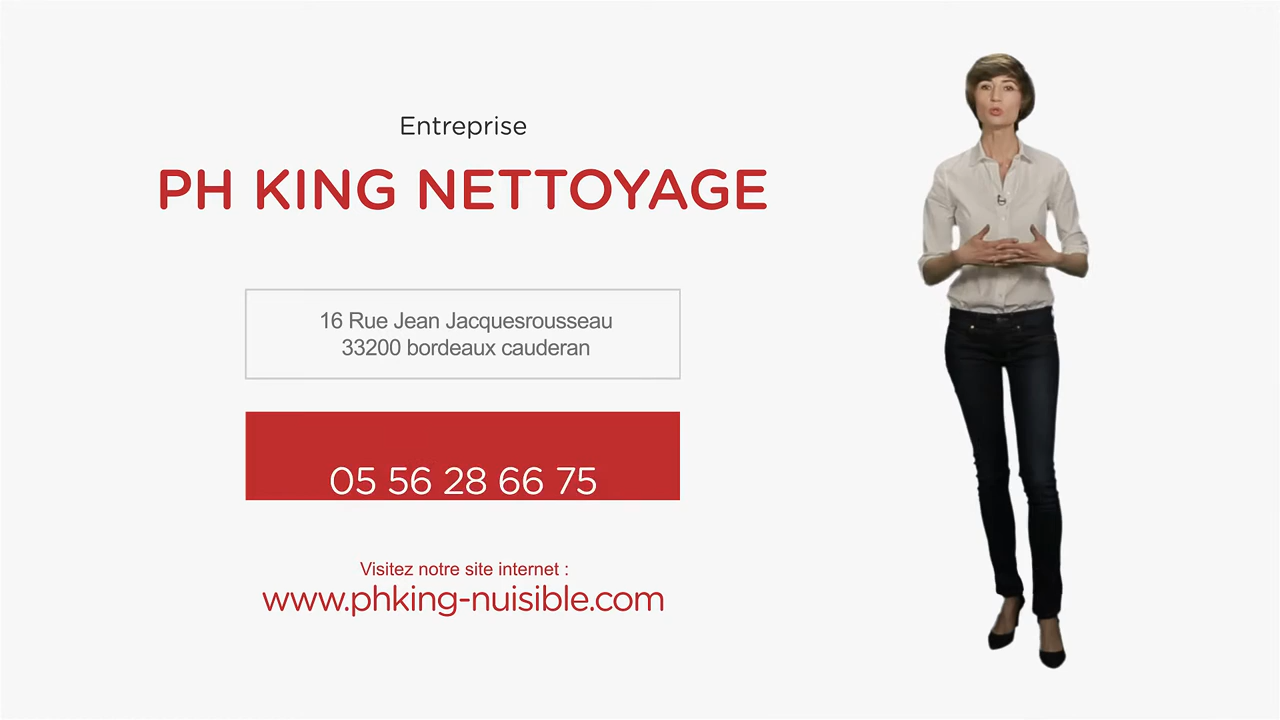 Entreprise
PH KING NETTOYAGE
16 Rue Jean Jacquesrousseau
33200 bordeaux cauderan
05 56 28 66 75
Visitez notre site internet :
www.phking-nuisible.com